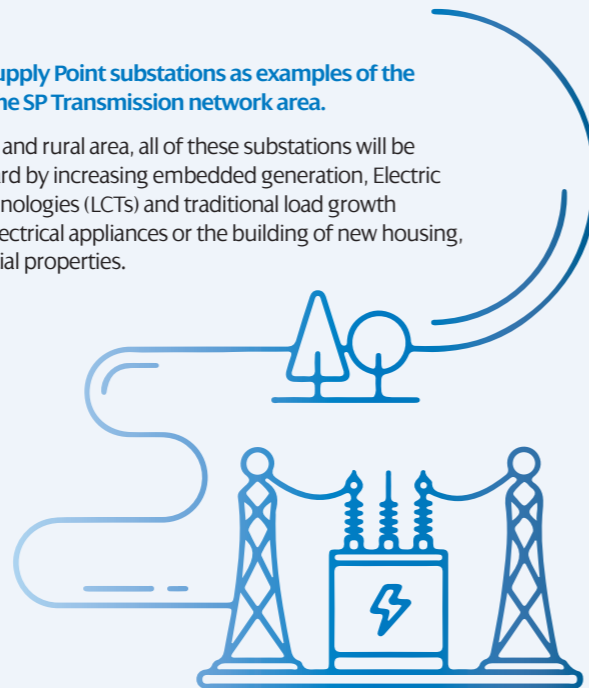 upply Point substations as examples of the
ne SP Transmission network area.
and rural area, all of these substations will be
rd by increasing embedded generation, Electric
nologies (LCTs) and traditional load growth
ectrical appliances or the building of new housing,
ial properties.